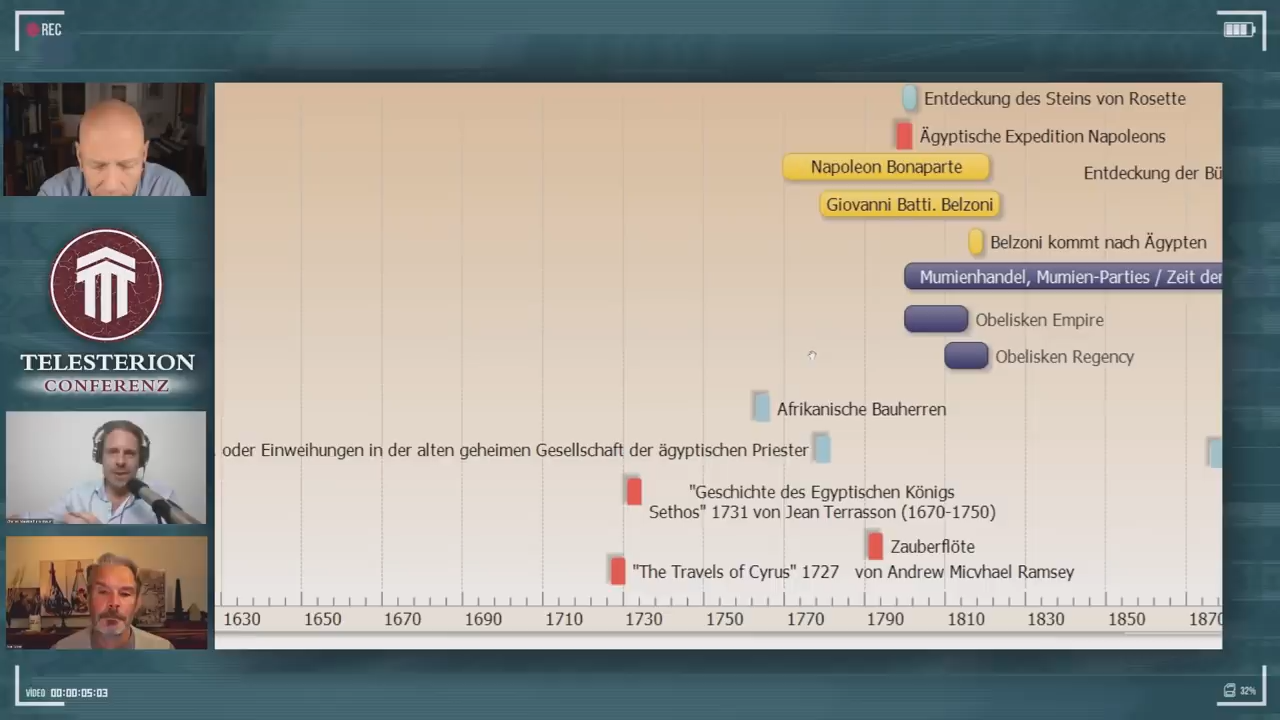 REC
Entdeckung des Steins von Rosette
Ägyptische Expedition Napoleons
Napoleon Bonaparte
Entdeckung der Bü
Giovanni Batti. Belzoni
Belzoni kommt nach Ägypten
Mumienhandel, Mumien-Parties / Zeit der
Obelisken Empire
Obelisken Regency
Afrikanische Bauherren
oder Einweihungen in der alten geheimen Gesellschaft der ägyptischen Priester
"Geschichte des Egyptischen Königs
Sethos" 1731 von Jean Terrasson (1670-1750)
Zauberflöte
"The Travels of Cyrus" 1727 von Andrew Micvhael Ramsey
1630 1650 1670 1690 1710 1730 1750 1770 1790 1810 1830 1850 1870
TELESTERION
CONFERENZ
VÍDEO 00:00:05:03
32%